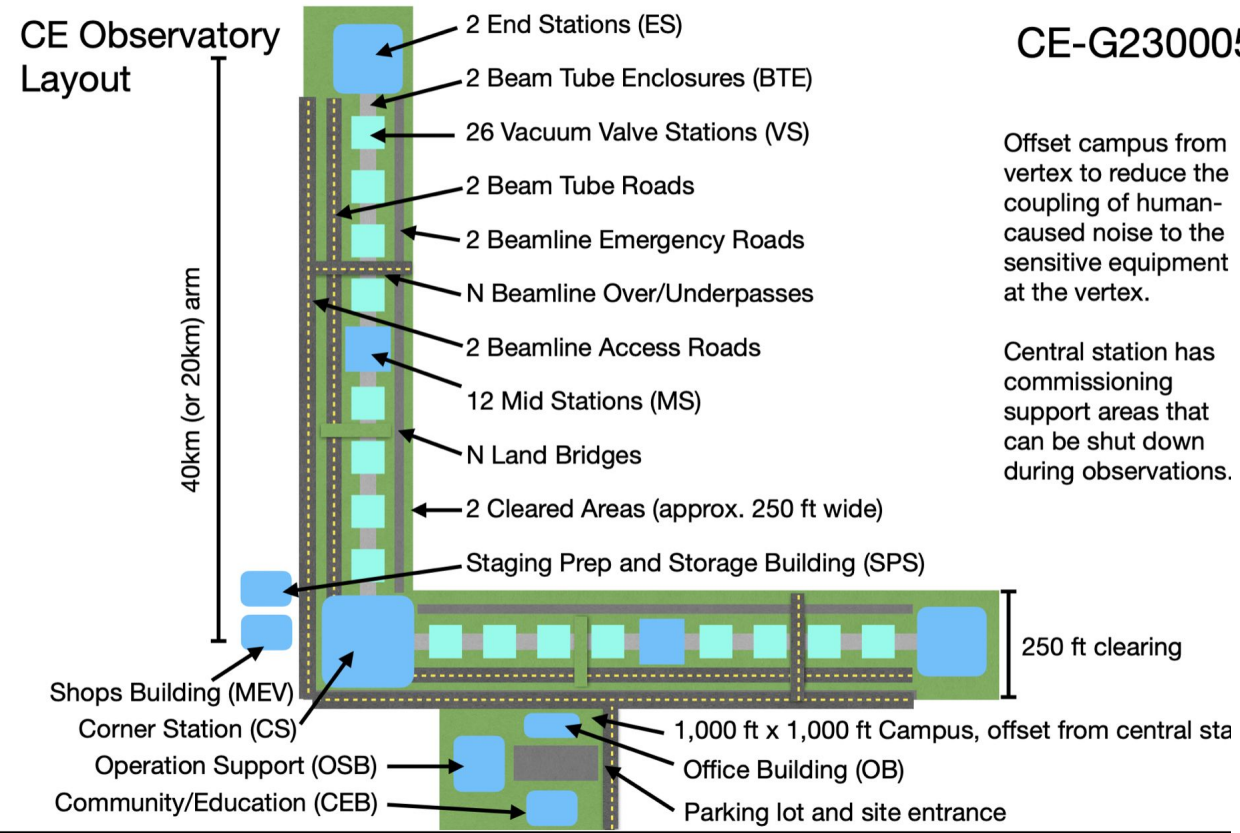 CE Observatory
Layout
40km (or 20km) arm
2 End Stations (ES)
2 Beam Tube Enclosures (BTE)
26 Vacuum Valve Stations (VS)
2 Beam Tube Roads
2 Beamline Emergency Roads
N Beamline Over/Underpasses
2 Beamline Access Roads
12 Mid Stations (MS)
N Land Bridges
2 Cleared Areas (approx. 250 ft wide)
Staging Prep and Storage Building (SPS)
CE-G230005
Offset campus from
vertex to reduce the
coupling of human-
caused noise to the
sensitive equipment
at the vertex.
Central station has
commissioning
support areas that
can be shut down
during observations.
250 ft clearing
Shops Building (MEV)
Corner Station (CS)
Operation Support (OSB)
Community/Education (CEB)
1,000 ft x 1,000 ft Campus, offset from central sta
Office Building (OB)
Parking lot and site entrance